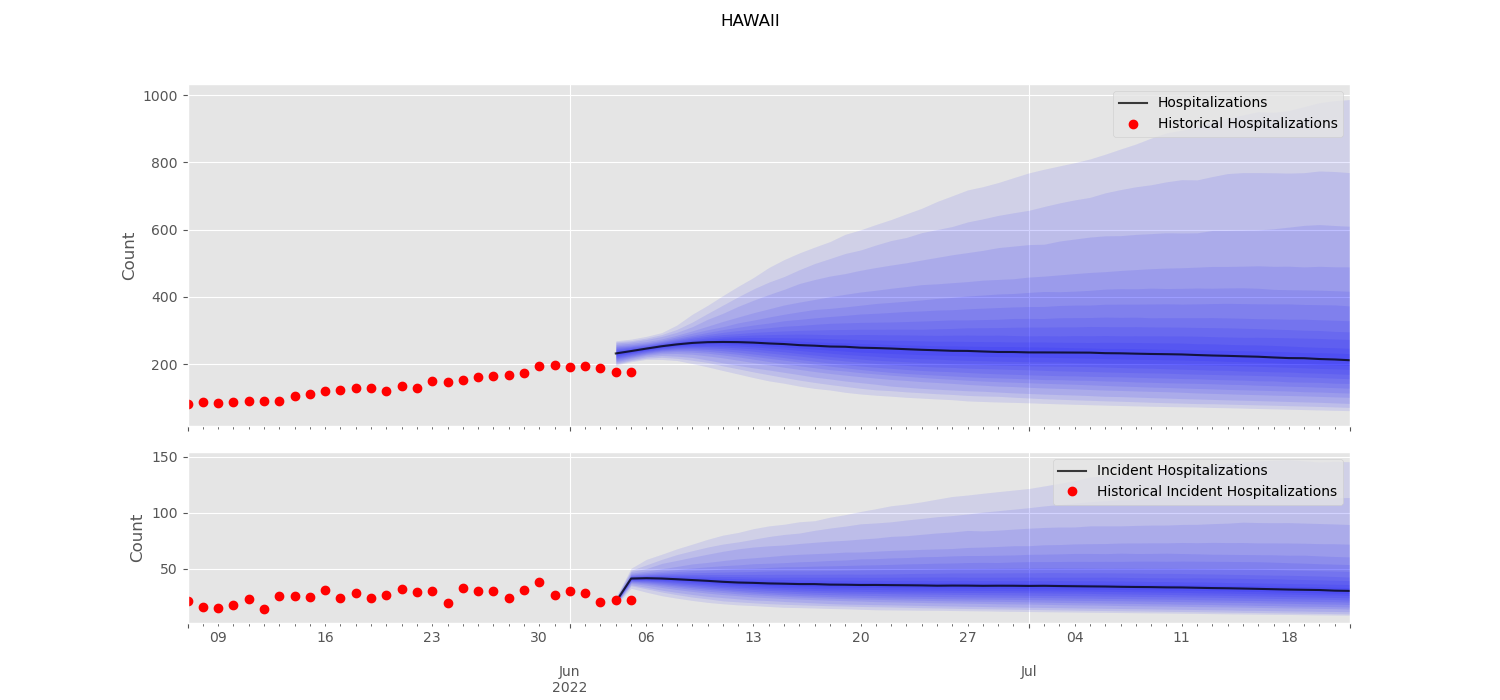 HAWAII
1000
800
600
400
200
Count
Hospitalizations
Historical Hospitalizations
150
100
50
Count
Incident Hospitalizations
Historical Incident Hospitalizations
09 16 23 30 06 13 20 27 04 11 18
Jun Jul
2022